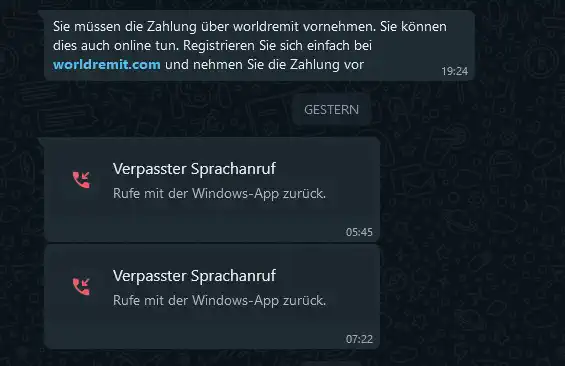 Sie müssen die Zahlung über worldremit vornehmen. Sie können
dies auch online tun. Registrieren Sie sich einfach bei
worldremit.com und nehmen Sie die Zahlung vor
19:24
GESTERN
Verpasster Sprachanruf
Rufe mit der Windows-App zurück.
05:45
Verpasster Sprachanruf
Rufe mit der Windows-App zurück.
07:22